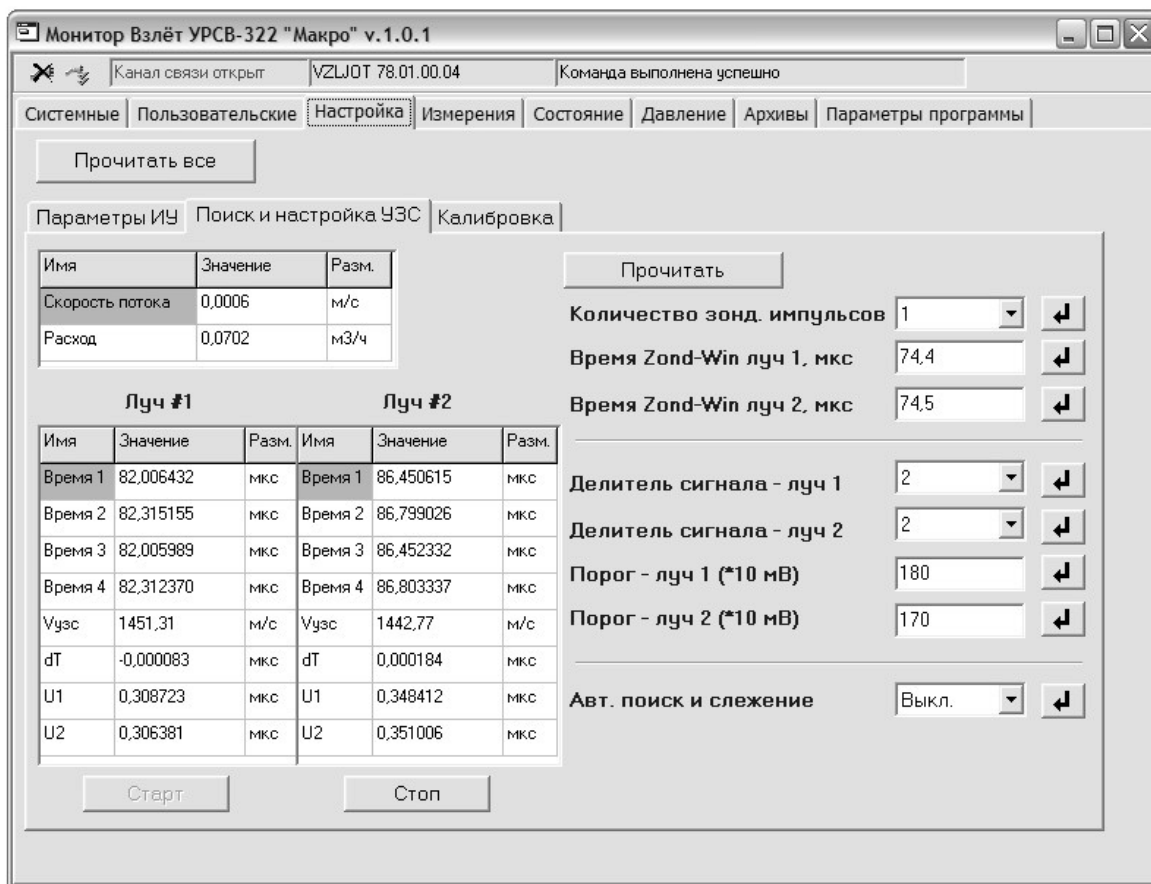 Монитор Взлёт УРСВ-322 "Макро" v.1.0.1
Канал связи открыт VZLJOT 78.01.00.04 Команда выполнена успешно
Системные Пользовательские Настройка Измерения Состояние Давление Архивы Параметры программы
Прочитать все
Параметры ИУ Поиск и настройка УЗС Калибровка
Имя Значение Разм.
Скорость потока 0,0006 м/с
Расход 0,0702 м3/ч
Луч #1 Луч #2
Имя Значение Разм. Имя Значение Разм.
Время 1 82,006432 мкс Время 1 86,450615 мкс
Время 2 82,315155 мкс Время 2 86,799026 мкс
Время 3 82,005989 мкс Время 3 86,452332 мкс
Время 4 82,312370 мкс Время 4 86,803337 мкс
Vузс 1451,31 м/с Vузс 1442,77 м/с
dT -0,000083 мкс dT 0,000184 мкс
U1 0,308723 мкс U1 0,348412 мкс
U2 0,306381 мкс U2 0,351006 мкс
Старт Стоп
Прочитать
Количество зонд. импульсов 1
Время Zond-Win луч 1, мкс 74,4
Время Zond-Win луч 2, мкс 74,5
Делитель сигнала - луч 1 2
Делитель сигнала - луч 2 2
Порог - луч 1 (*10 мВ) 180
Порог - луч 2 (*10 мВ) 170
Авт. поиск и слежение Выкл.